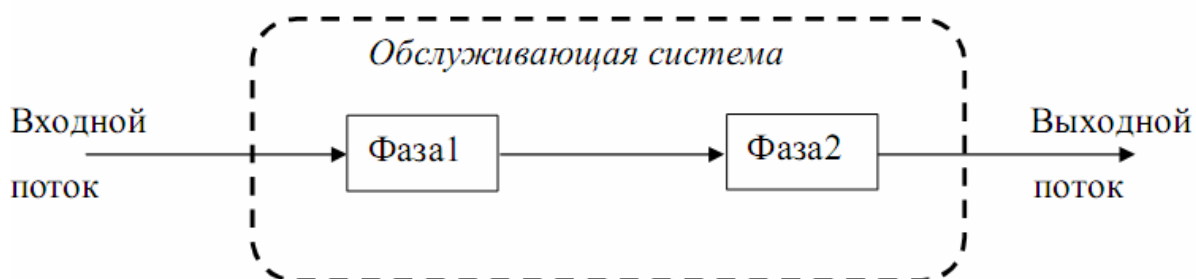 Обслуживающая система
Входной
поток
Фаза1
Фаза2
Выходной
поток